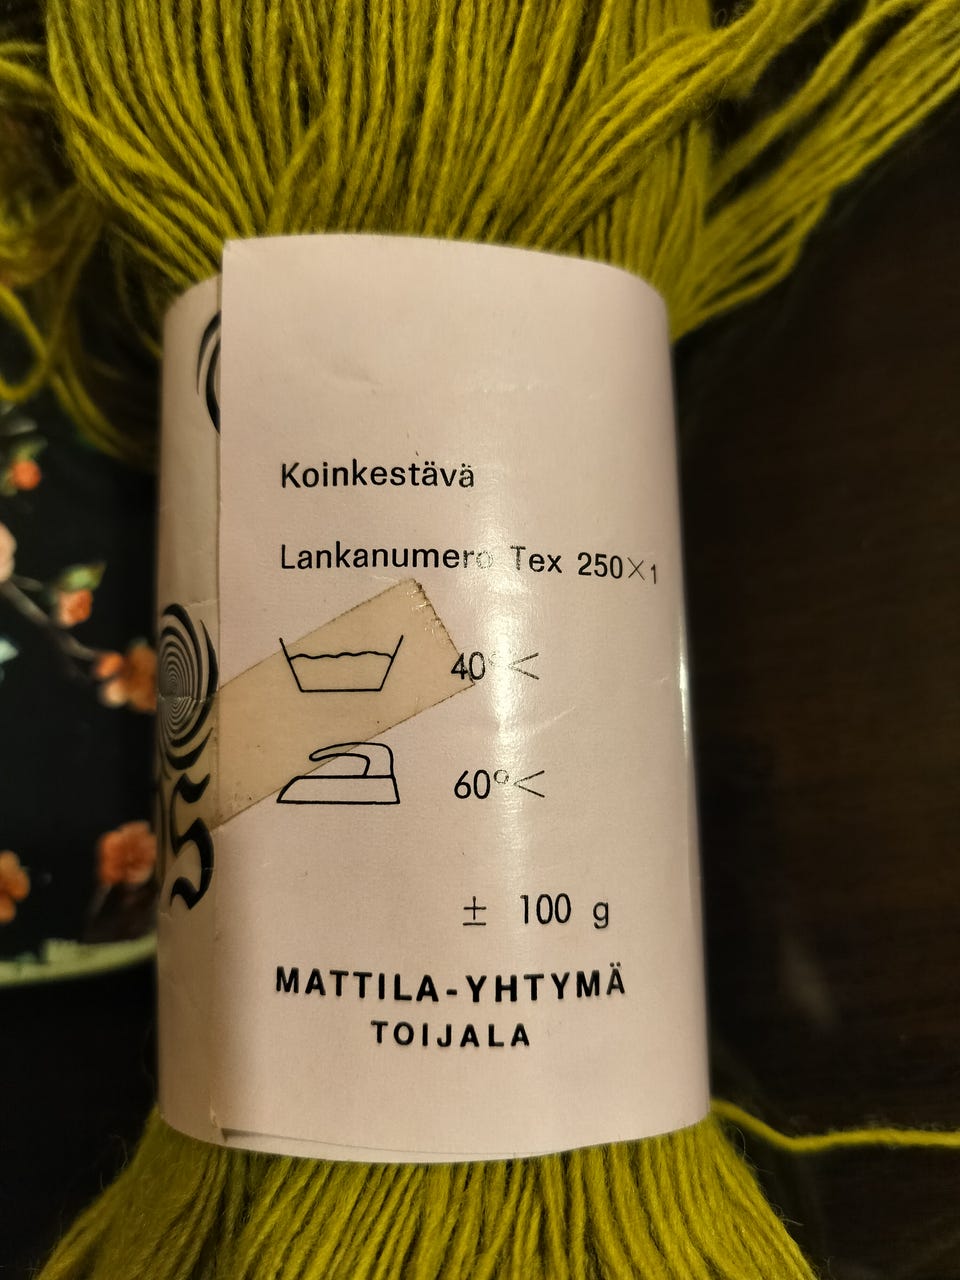 Koinkestävä
Lankanumero Tex 250×1
40° <
60° <
± 100 g
MATTILA-YHTYMÄ
TOIJALA